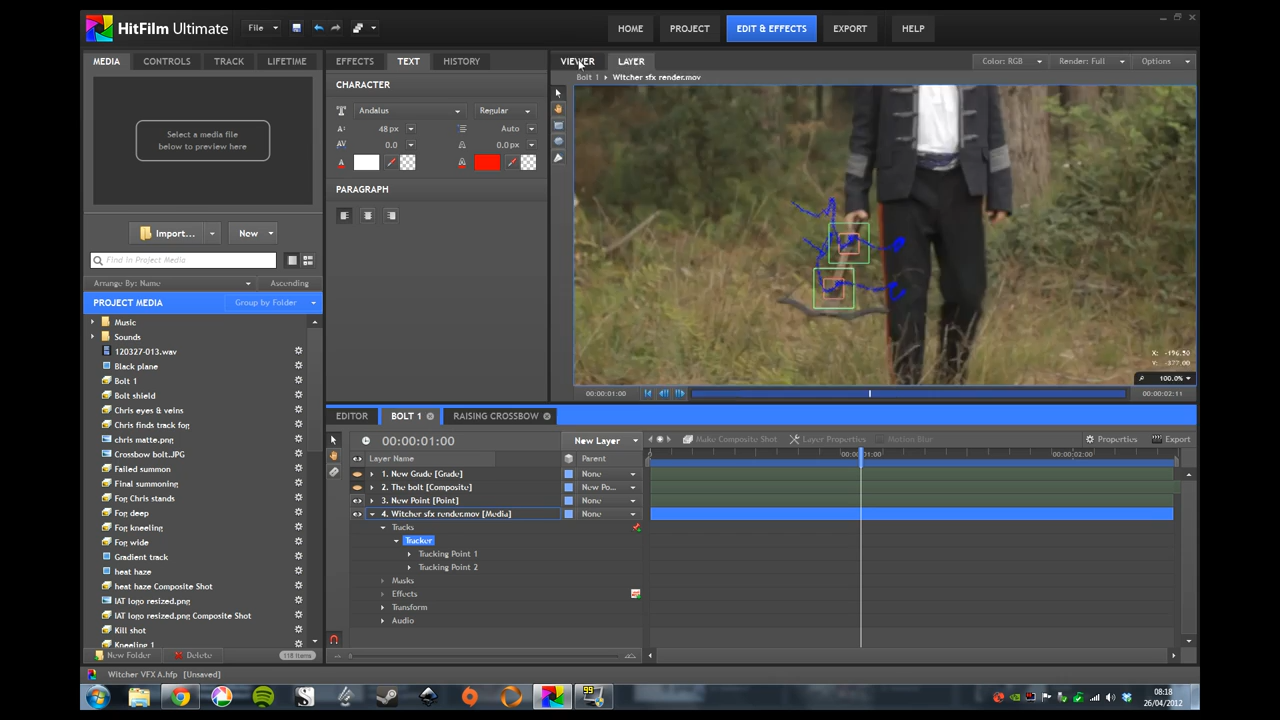 HitFilm Ultimate
File
HOME
PROJECT
EDIT & EFFECTS
EXPORT
HELP
MEDIA
CONTROLS
TRACK
LIFETIME
EFFECTS
TEXT
HISTORY
VIEWER
LAYER
Color: RGB
Render: Full
Options
Bolt 1
Witcher sfx render.mov
Select a media file
below to preview here
CHARACTER
Andalus
Regular
48 px
Auto
0.0
0.0 px
PARAGRAPH
Import...
New
Find in Project Media
Arrange By: Name
Ascending
PROJECT MEDIA
Group by Folder
Music
Sounds
120327-013.wav
Black plane
Bolt 1
Bolt shield
Chris eyes & veins
Chris finds track fog
chris matte.png
Crossbow bolt.JPG
Failed summon
Final summoning
Fog Chris stands
Fog deep
Fog kneeling
Fog wide
Gradient track
heat haze
heat haze Composite Shot
IAT logo resized.png
IAT logo resized.png Composite Shot
Kill shot
Kneeling 1
New Folder
Delete
118 Items
X: -196.50
Y: -377.00
100.0%
00:00:01:00
00:00:02:11
EDITOR
BOLT 1
RAISING CROSSBOW
00:00:01:00
New Layer
Make Composite Shot
Layer Properties
Motion Blur
Properties
Export
Layer Name
Parent
0
00:00:01:00
00:00:02:00
1. New Grade [Grade]
None
2. The bolt [Composite]
New Po...
3. New Point [Point]
None
4. Witcher sfx render.mov [Media]
None
Tracks
Tracker
Tracking Point 1
Tracking Point 2
Masks
Effects
Transform
Audio
Witcher VFX A.hfp [Unsaved]
99
08:18
26/04/2012